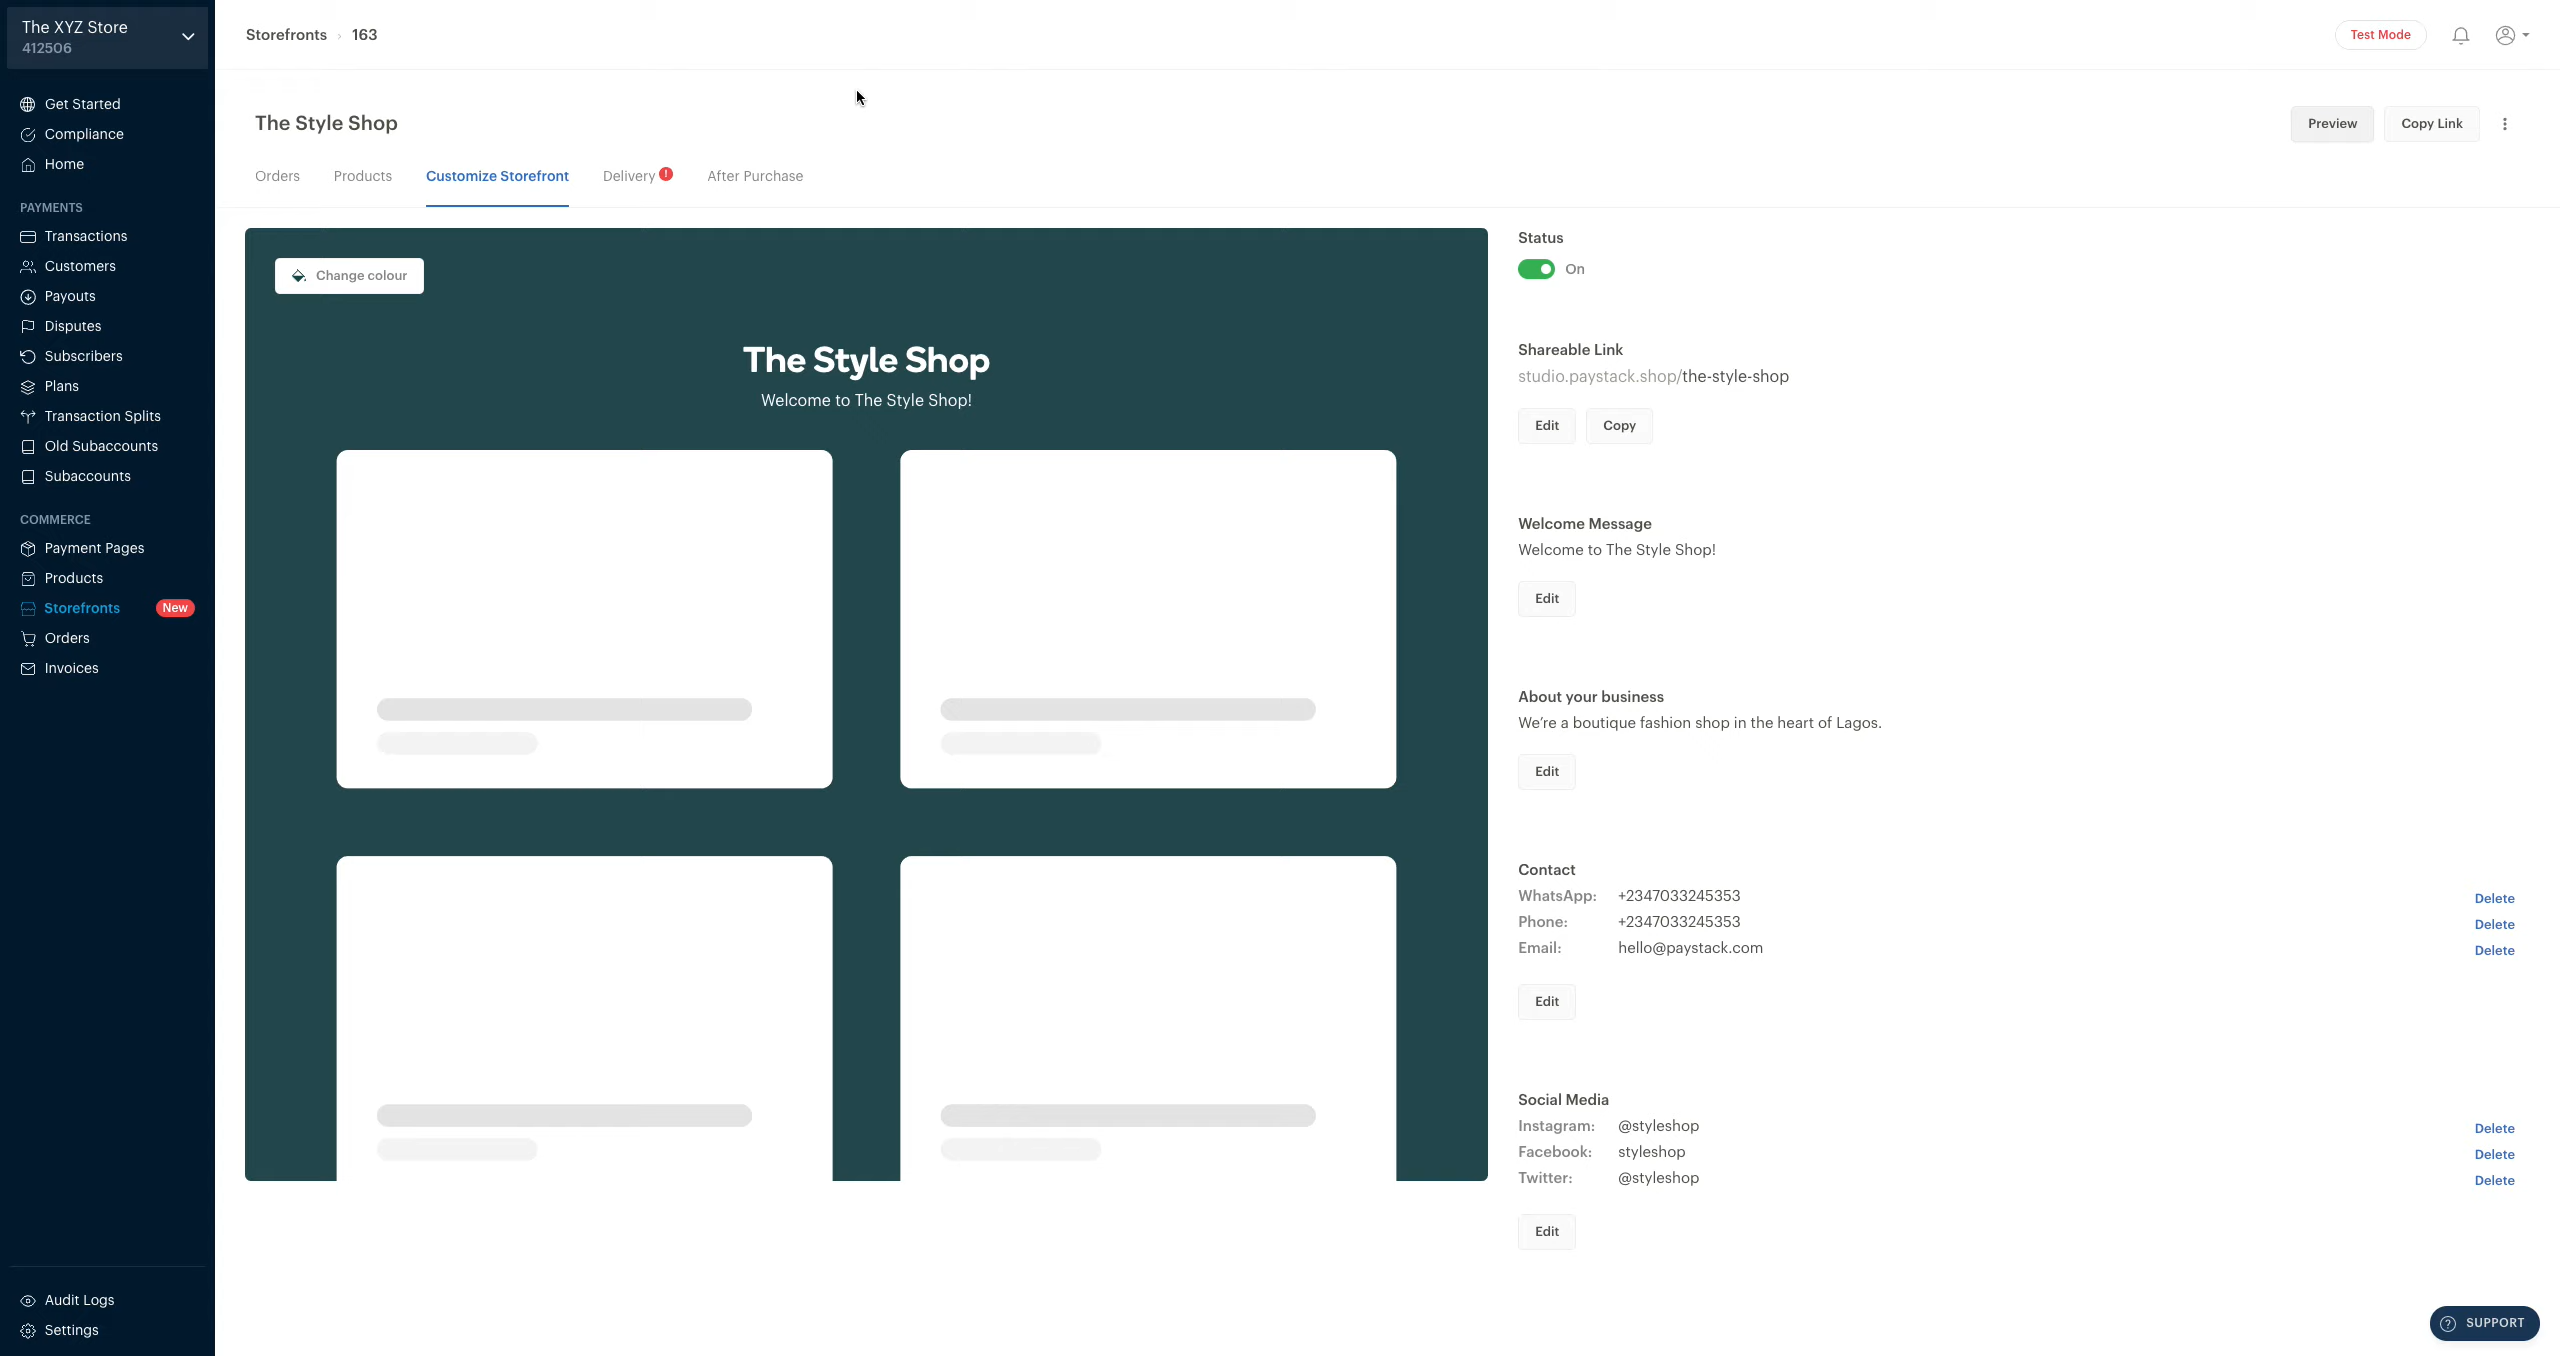 The XYZ Store
412506
Get Started
Compliance
Home
PAYMENTS
Transactions
Customers
Payouts
Disputes
Subscribers
Plans
Transaction Splits
Old Subaccounts
Subaccounts
COMMERCE
Payment Pages
Products
Storefronts New
Orders
Invoices
Audit Logs
Settings
Storefronts › 163
Test Mode
The Style Shop
Preview Copy Link
Orders Products Customize Storefront Delivery ! After Purchase
Change colour
The Style Shop
Welcome to The Style Shop!
Status
On
Shareable Link
studio.paystack.shop/the-style-shop
Edit Copy
Welcome Message
Welcome to The Style Shop!
Edit
About your business
We're a boutique fashion shop in the heart of Lagos.
Edit
Contact
WhatsApp: +2347033245353 Delete
Phone: +2347033245353 Delete
Email: hello@paystack.com Delete
Edit
Social Media
Instagram: @styleshop Delete
Facebook: styleshop Delete
Twitter: @styleshop Delete
Edit
SUPPORT